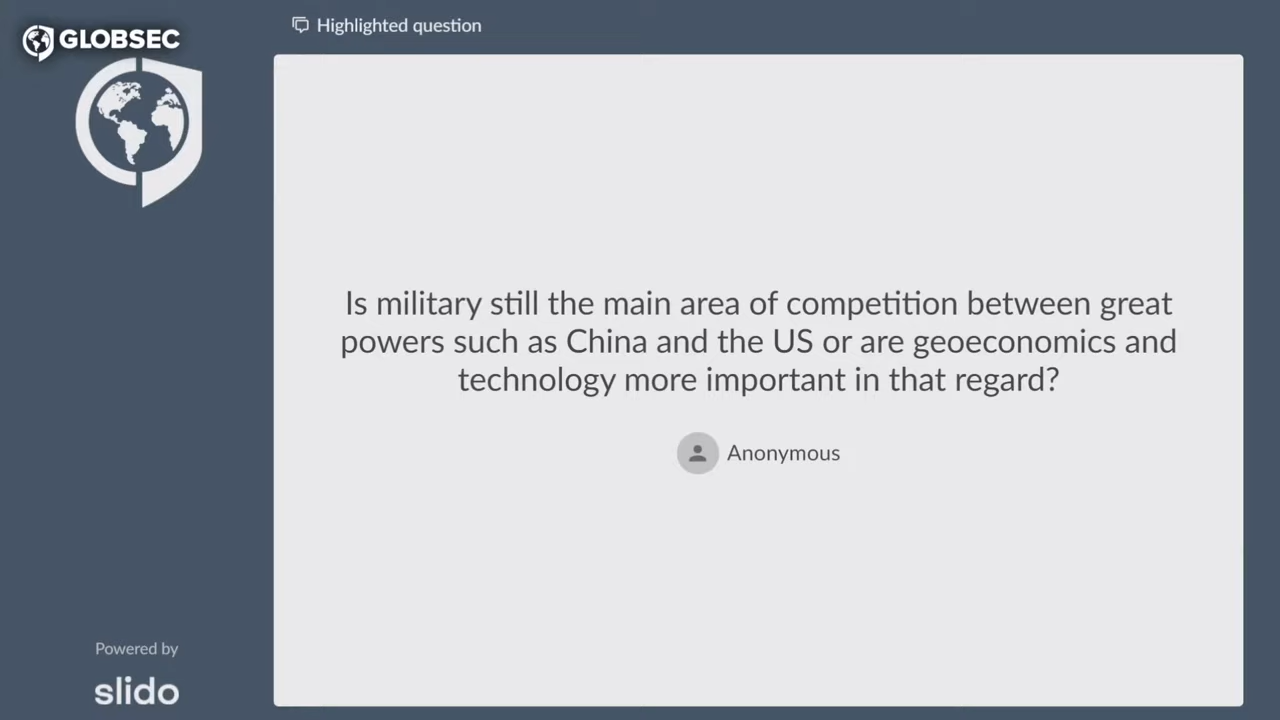 GLOBSEC
Highlighted question
Is military still the main area of competition between great
powers such as China and the US or are geoeconomics and
technology more important in that regard?
Anonymous
Powered by
slido